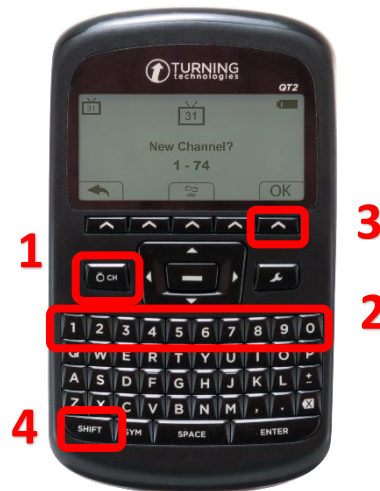 TURNING
technologies
QT2
31
31
New Channel?
1 - 74
OK
3
1
CH
2
1 2 3 4 5 6 7 8 9 0
Q W E R T Y U I O P
A S D F G H J K L ±
Z X C V B N M , .
4
SHIFT SYM SPACE ENTER